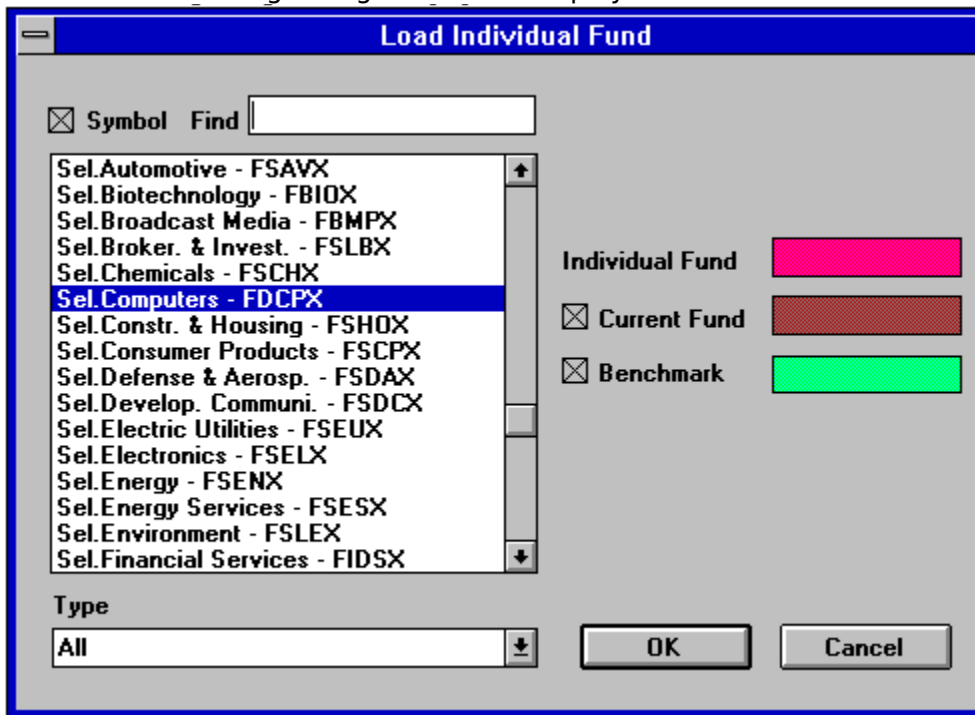 Load Individual Fund
Symbol Find
Sel.Automotive - FSAVX
Sel.Biotechnology - FBIOX
Sel.Broadcast Media - FBMPX
Sel.Broker. & Invest. - FSLBX
Sel.Chemicals - FSCHX
Sel.Computers - FDCPX
Sel.Constr. & Housing - FSHOX
Sel.Consumer Products - FSCPX
Sel.Defense & Aerosp. - FSDAX
Sel.Develop. Communi. - FSDCX
Sel.Electric Utilities - FSEUX
Sel.Electronics - FSELX
Sel.Energy - FSENX
Sel.Energy Services - FSESX
Sel.Environment - FSLEX
Sel.Financial Services - FIDSX
Individual Fund
Current Fund
Benchmark
Type
All
OK Cancel